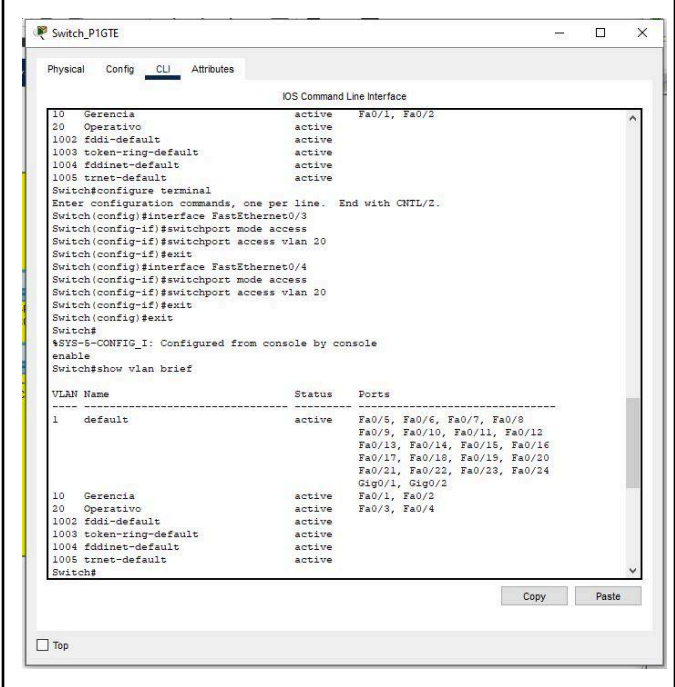 Switch_P1GTE
Physical Config CLI Attributes
IOS Command Line Interface
10 Gerencia active Fa0/1, Fa0/2
20 Operativo active
1002 fddi-default active
1003 token-ring-default active
1004 fddinet-default active
1005 trnet-default active
Switch#configure terminal
Enter configuration commands, one per line. End with CNTL/Z.
Switch(config)#interface FastEthernet0/3
Switch(config-if)#switchport mode access
Switch(config-if)#switchport access vlan 20
Switch(config-if)#exit
Switch(config)#interface FastEthernet0/4
Switch(config-if)#switchport mode access
Switch(config-if)#switchport access vlan 20
Switch(config-if)#exit
Switch(config)#exit
Switch#
%SYS-5-CONFIG_I: Configured from console by console
enable
Switch#show vlan brief
VLAN Name Status Ports
---- -------------------------------- --------- -------------------------------
1 default active Fa0/5, Fa0/6, Fa0/7, Fa0/8
Fa0/9, Fa0/10, Fa0/11, Fa0/12
Fa0/13, Fa0/14, Fa0/15, Fa0/16
Fa0/17, Fa0/18, Fa0/19, Fa0/20
Fa0/21, Fa0/22, Fa0/23, Fa0/24
Gig0/1, Gig0/2
10 Gerencia active Fa0/1, Fa0/2
20 Operativo active Fa0/3, Fa0/4
1002 fddi-default active
1003 token-ring-default active
1004 fddinet-default active
1005 trnet-default active
Switch#
Copy Paste
Top